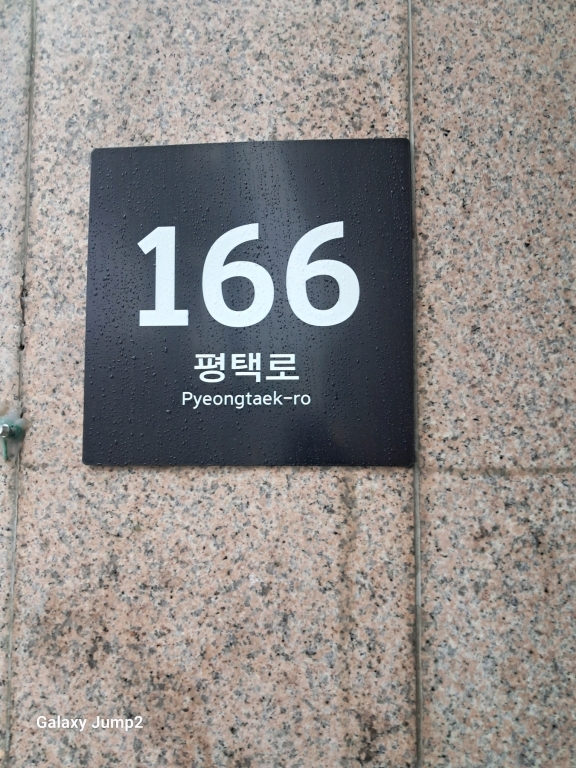 166
평택로
Pyeongtaek-ro
Galaxy Jump2